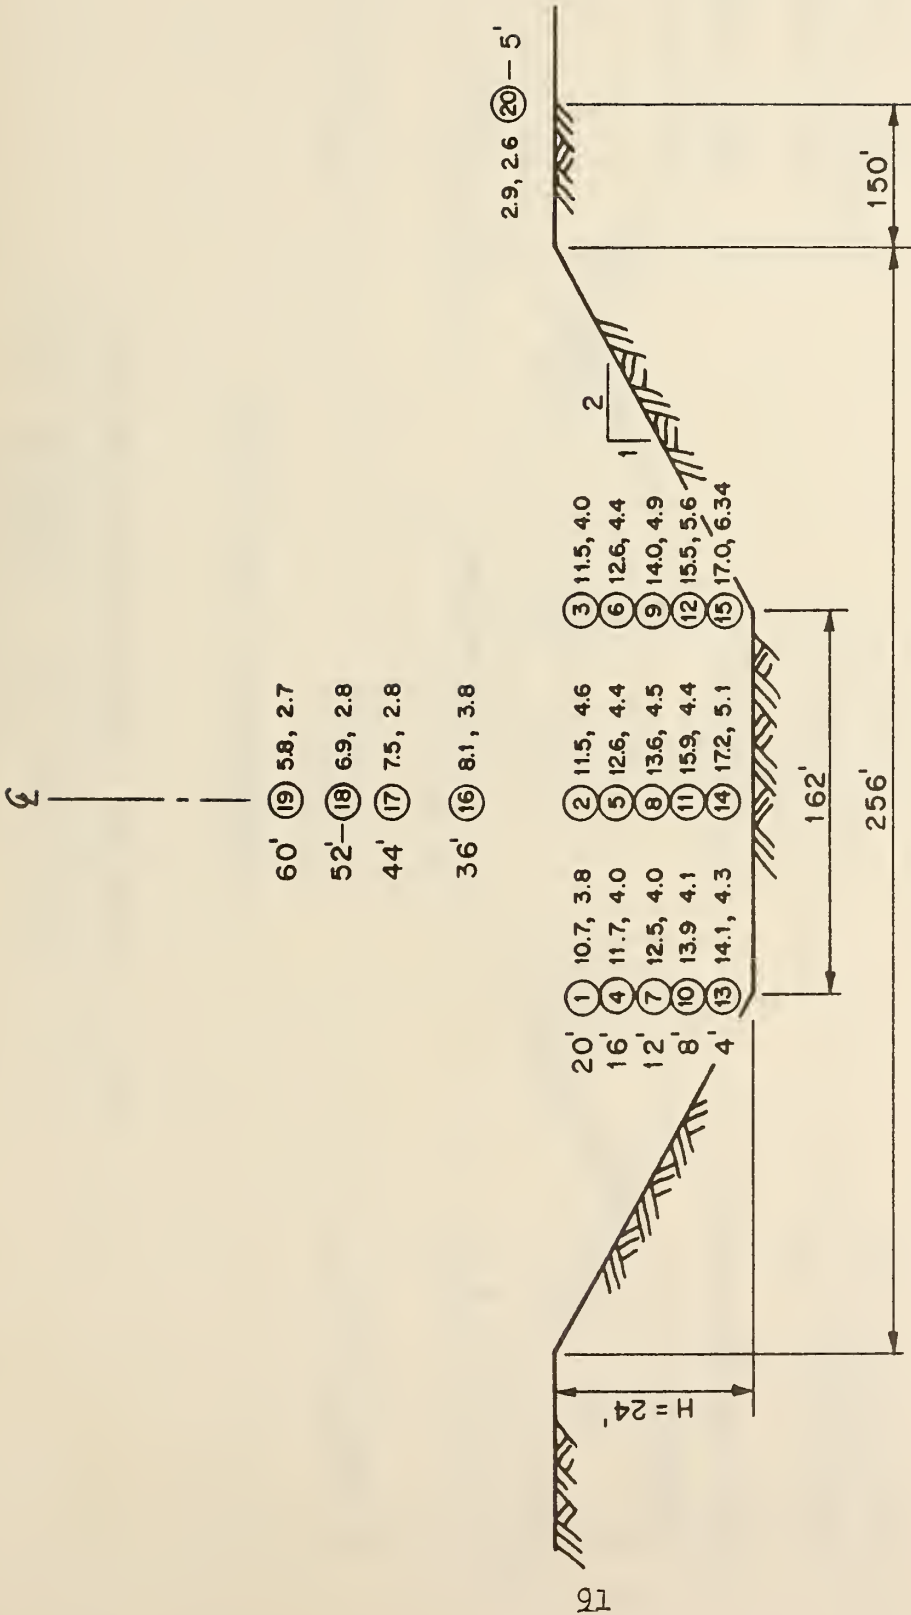 ℄
60' 19 5.8, 2.7
52'— 18 6.9, 2.8
44' 17 7.5, 2.8
36' 16 8.1, 3.8
2.9, 2.6 20 – 5'
20' 1 10.7, 3.8 2 11.5, 4.6 3 11.5, 4.0
16' 4 11.7, 4.0 5 12.6, 4.4 6 12.6, 4.4
12' 7 12.5, 4.0 8 13.6, 4.5 9 14.0, 4.9
8' 10 13.9 4.1 11 15.9, 4.4 12 15.5, 5.6
4' 13 14.1, 4.3 14 17.2, 5.1 15 17.0, 6.34
2
1
H = 24'
162'
256'
150'
16